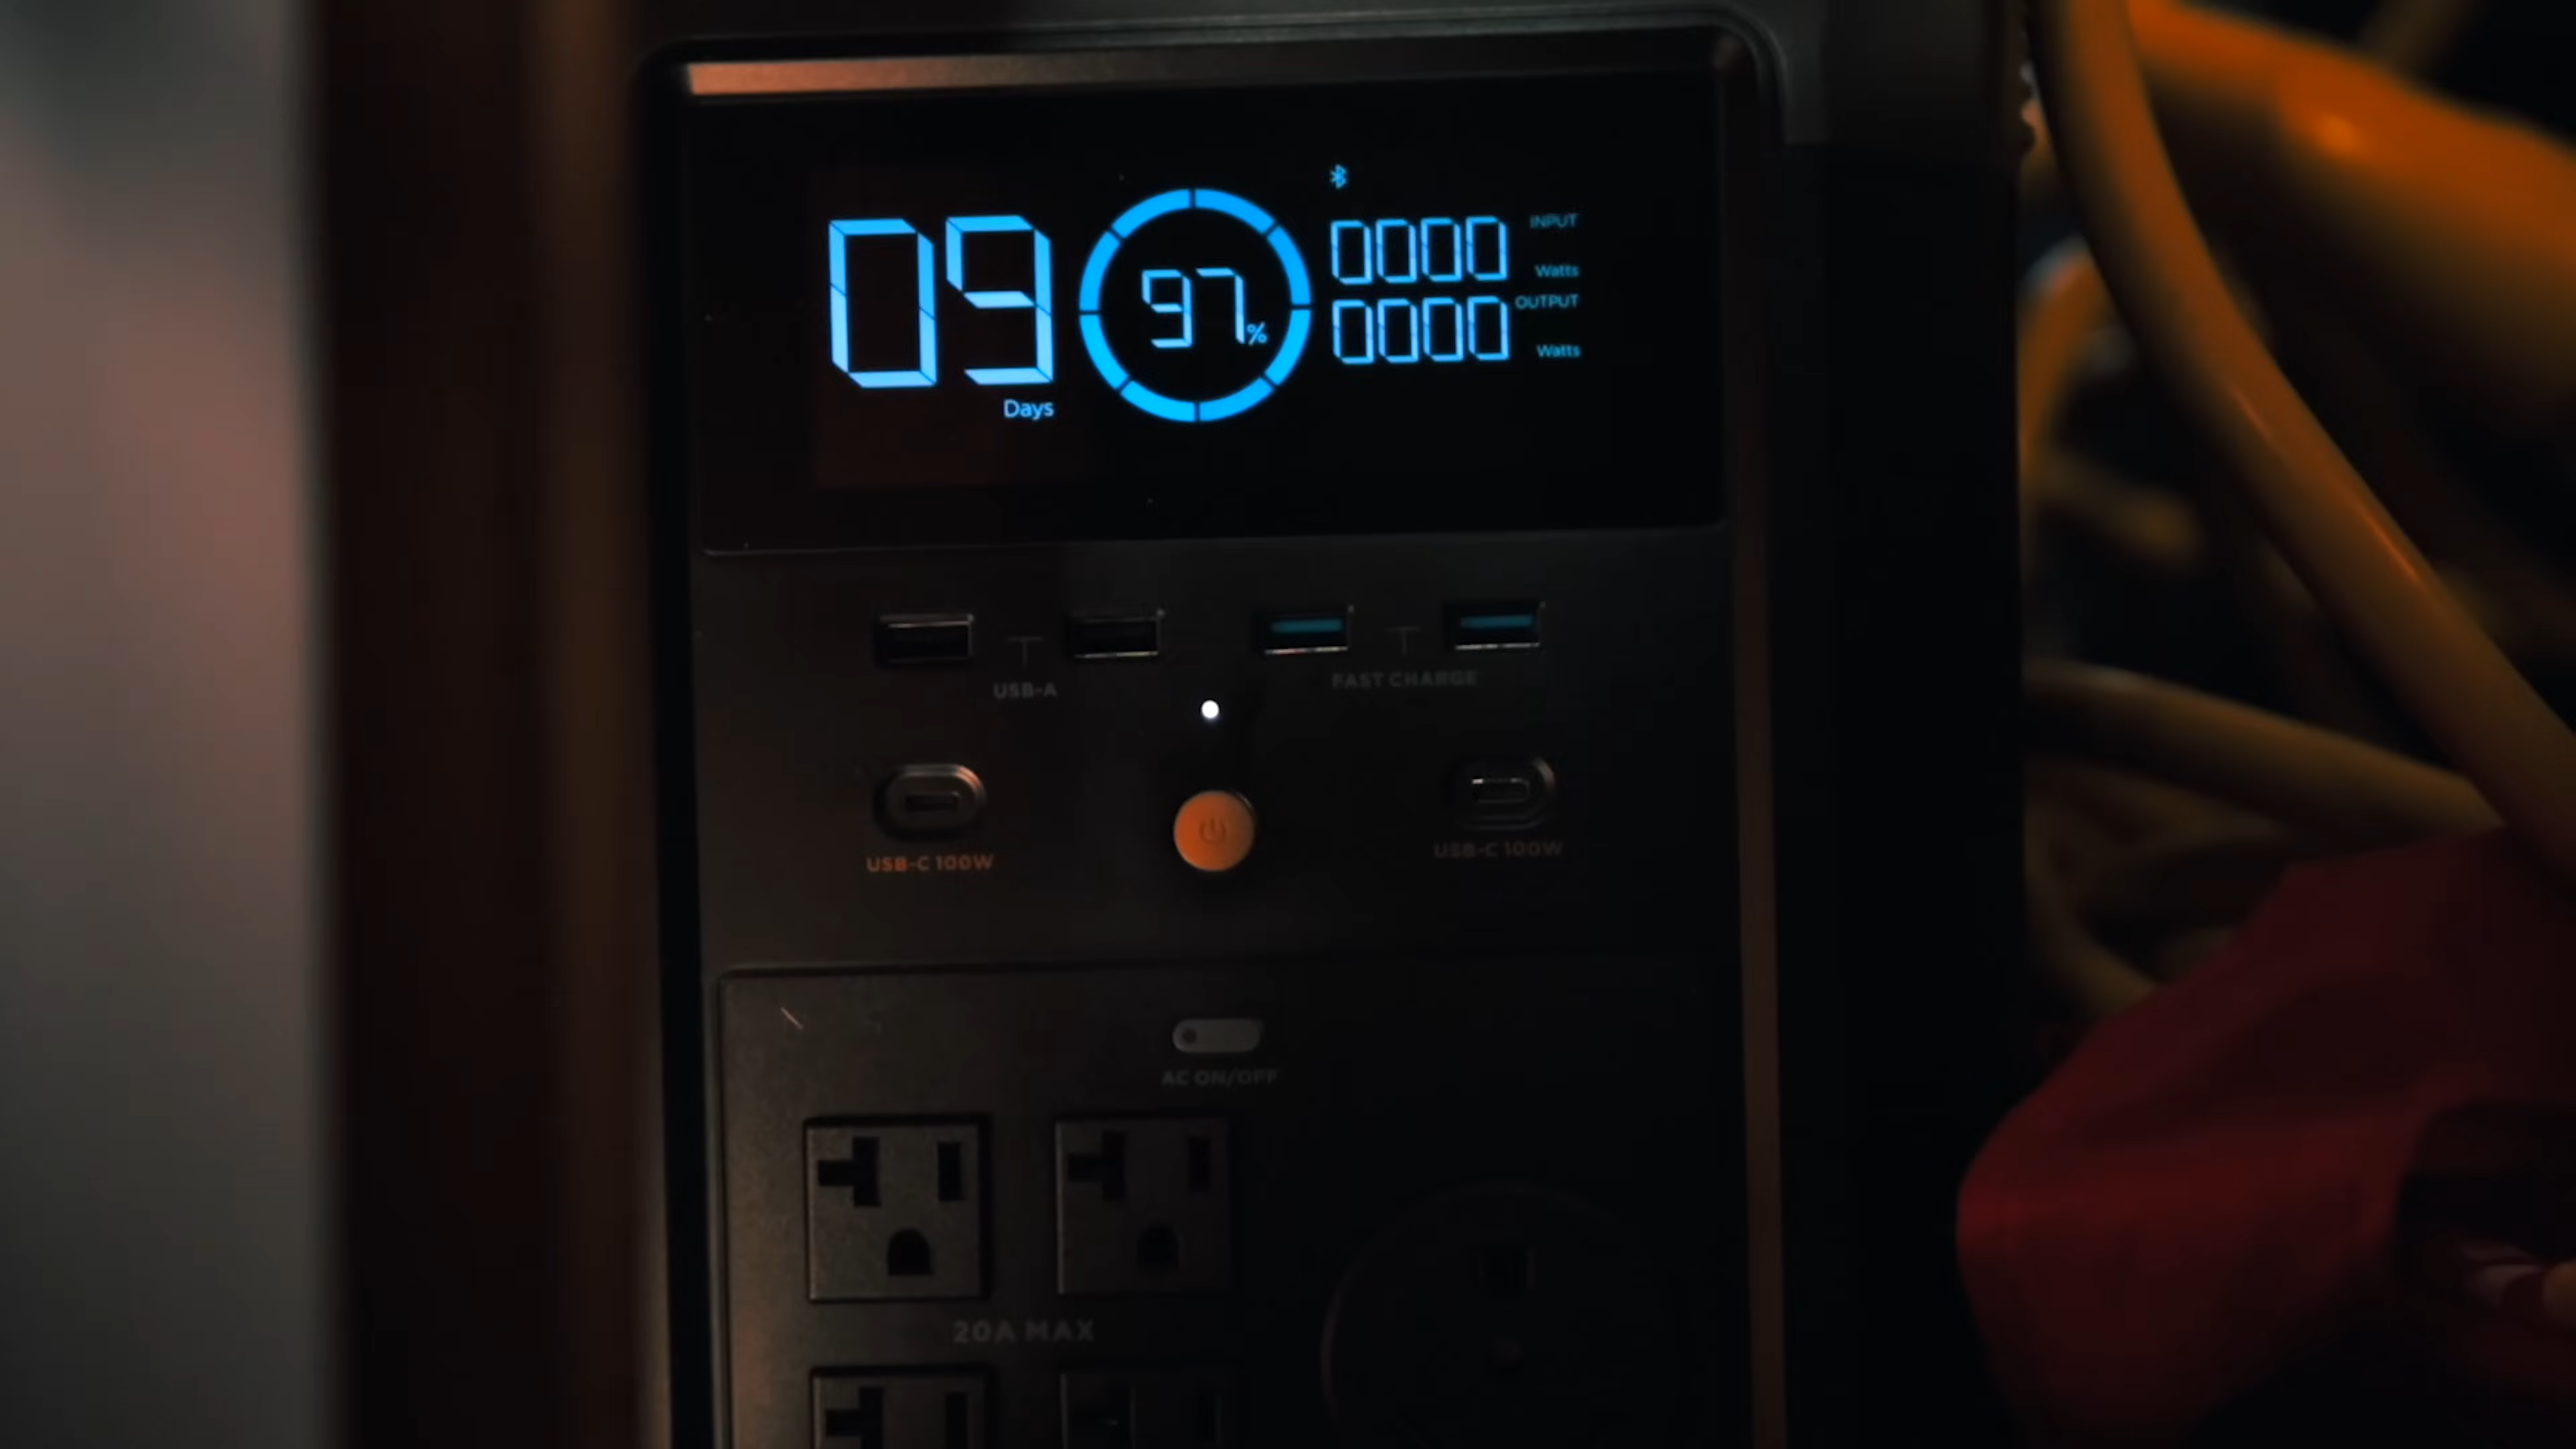 09
Days
97%
0000
INPUT
Watts
0000
OUTPUT
Watts
USB-A
FAST CHARGE
USB-C 100W
USB-C 100W
AC ON/OFF
20A MAX